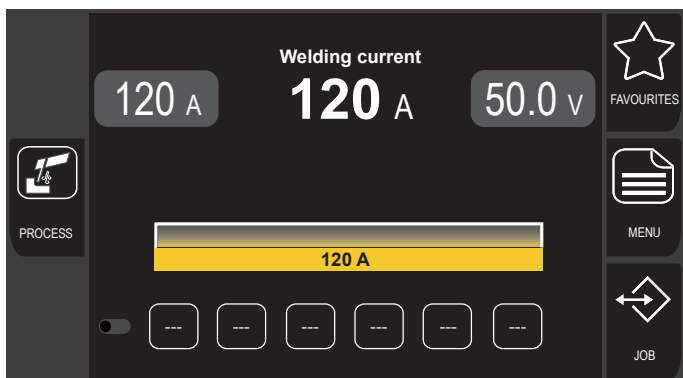 Welding current
120 A
120 A
50.0 V
FAVOURITES
PROCESS
MENU
120 A
--- --- --- --- --- ---
JOB